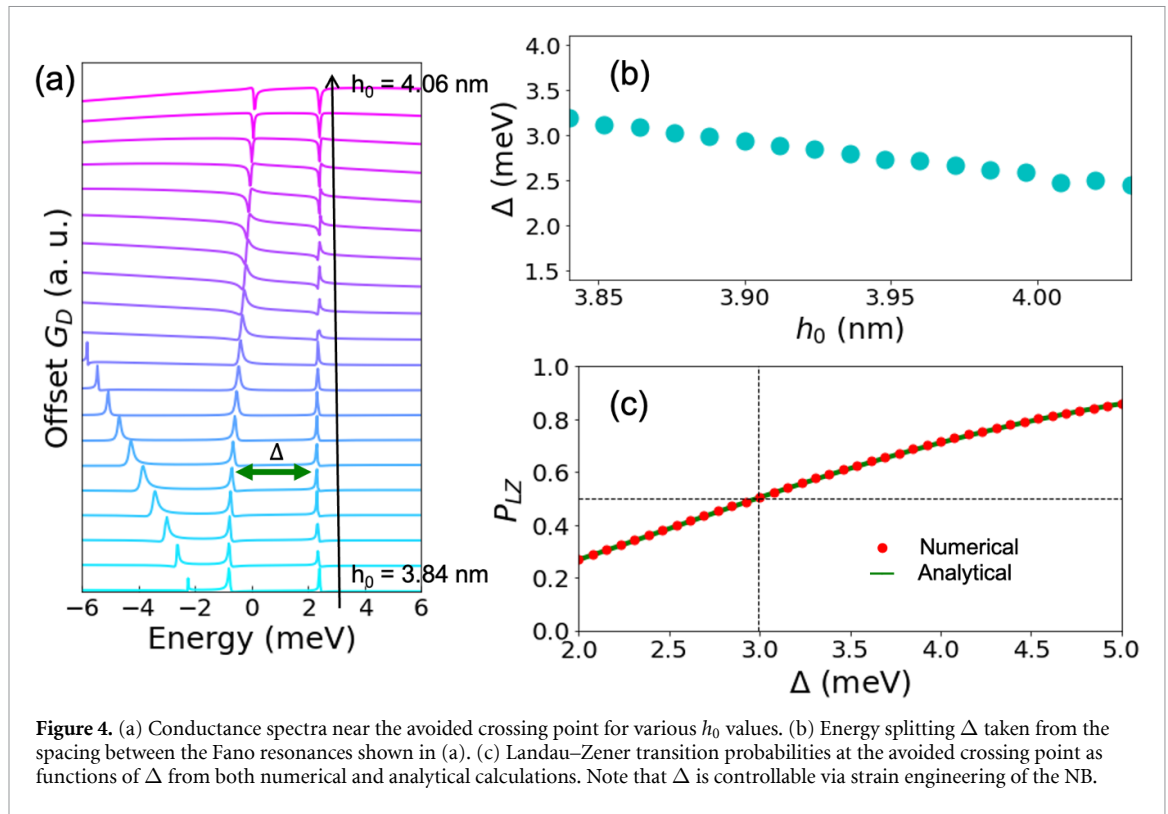 (a)
h₀ = 4.06 nm
Offset G_D (a. u.)
Δ
h₀ = 3.84 nm
−6 −4 −2 0 2 4 6
Energy (meV)
(b)
4.0
3.5
3.0
2.5
2.0
1.5
Δ (meV)
3.85 3.90 3.95 4.00
h₀ (nm)
(c)
1.0
0.8
0.6
0.4
0.2
0.0
P_LZ
Numerical
Analytical
2.0 2.5 3.0 3.5 4.0 4.5 5.0
Δ (meV)
Figure 4. (a) Conductance spectra near the avoided crossing point for various h₀ values. (b) Energy splitting Δ taken from the
spacing between the Fano resonances shown in (a). (c) Landau–Zener transition probabilities at the avoided crossing point as
functions of Δ from both numerical and analytical calculations. Note that Δ is controllable via strain engineering of the NB.